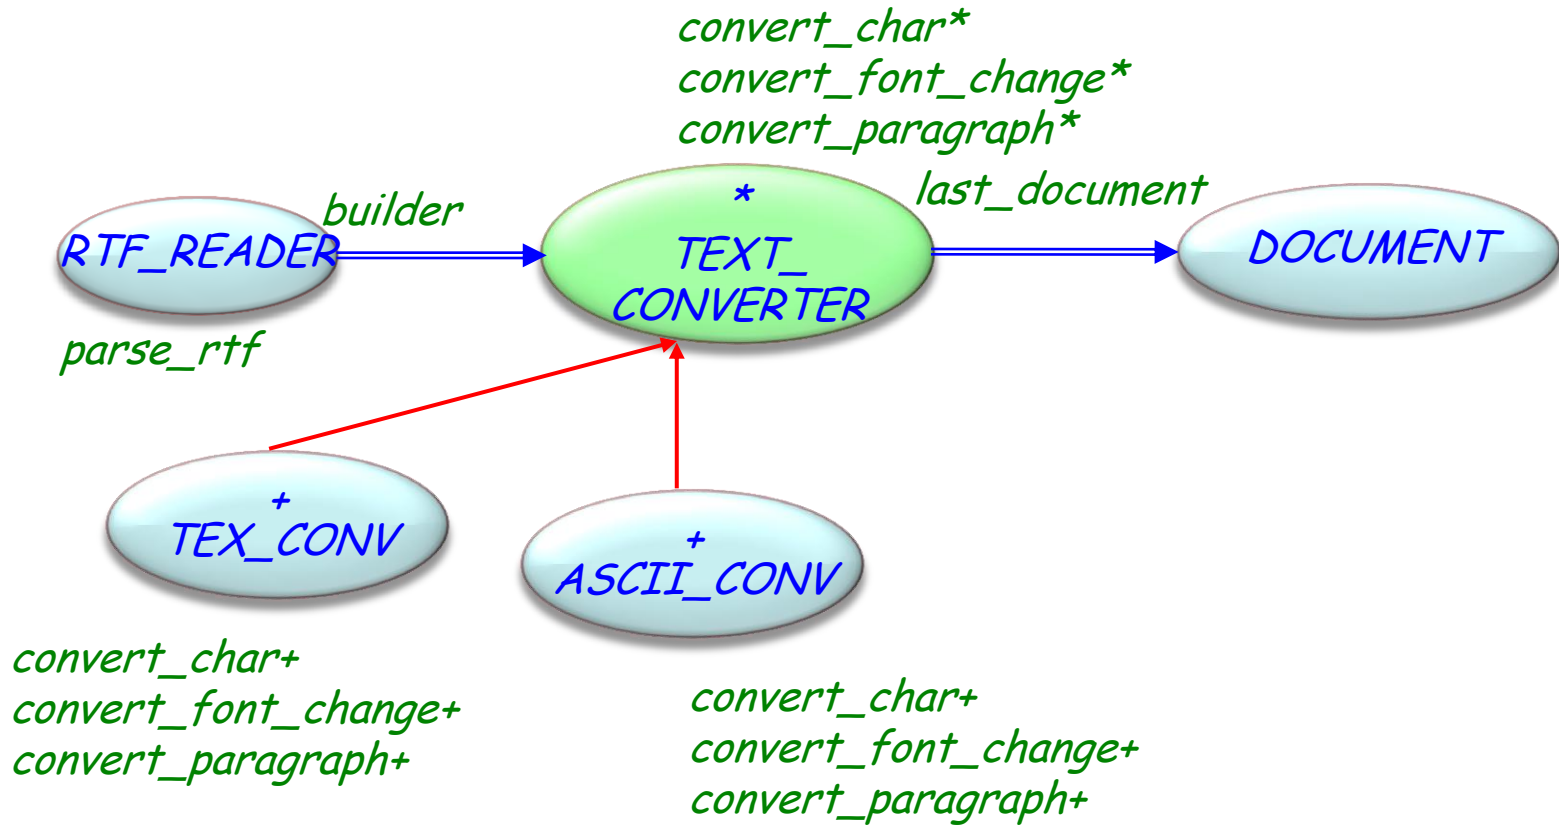 convert_char*
convert_font_change*
convert_paragraph*
builder
*
last_document
RTF_READER
TEXT_
CONVERTER
DOCUMENT
parse_rtf
+
TEX_CONV
+
ASCII_CONV
convert_char+
convert_font_change+
convert_paragraph+
convert_char+
convert_font_change+
convert_paragraph+